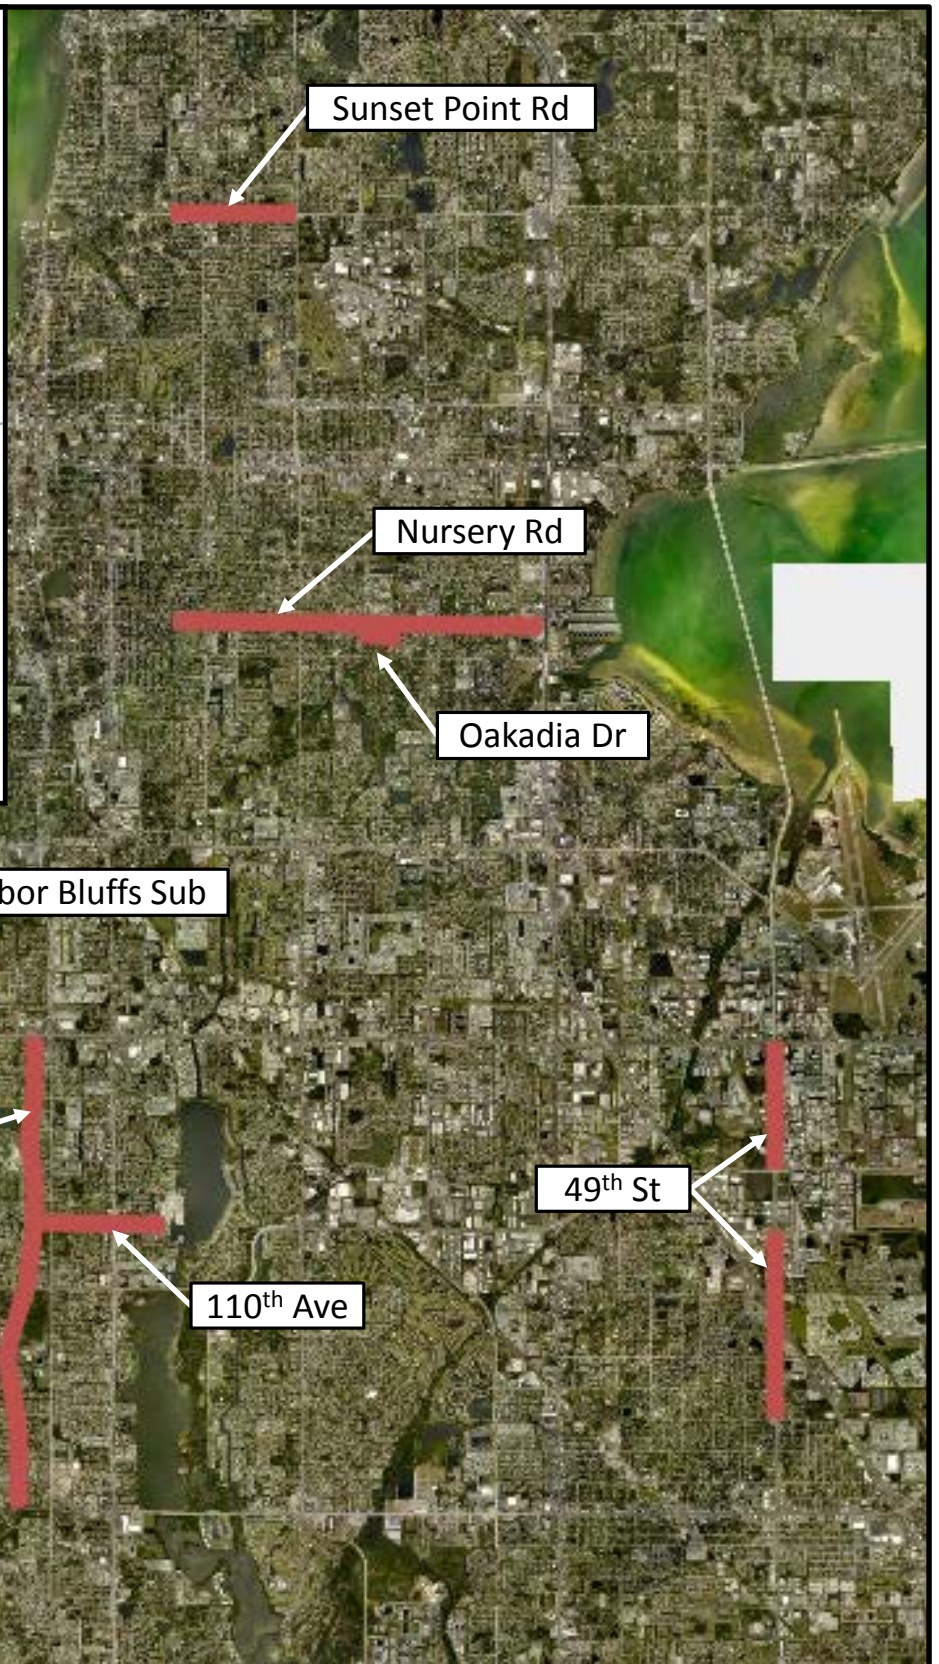 Sunset Point Rd
Nursery Rd
Oakadia Dr
bor Bluffs Sub
49th St
110th Ave